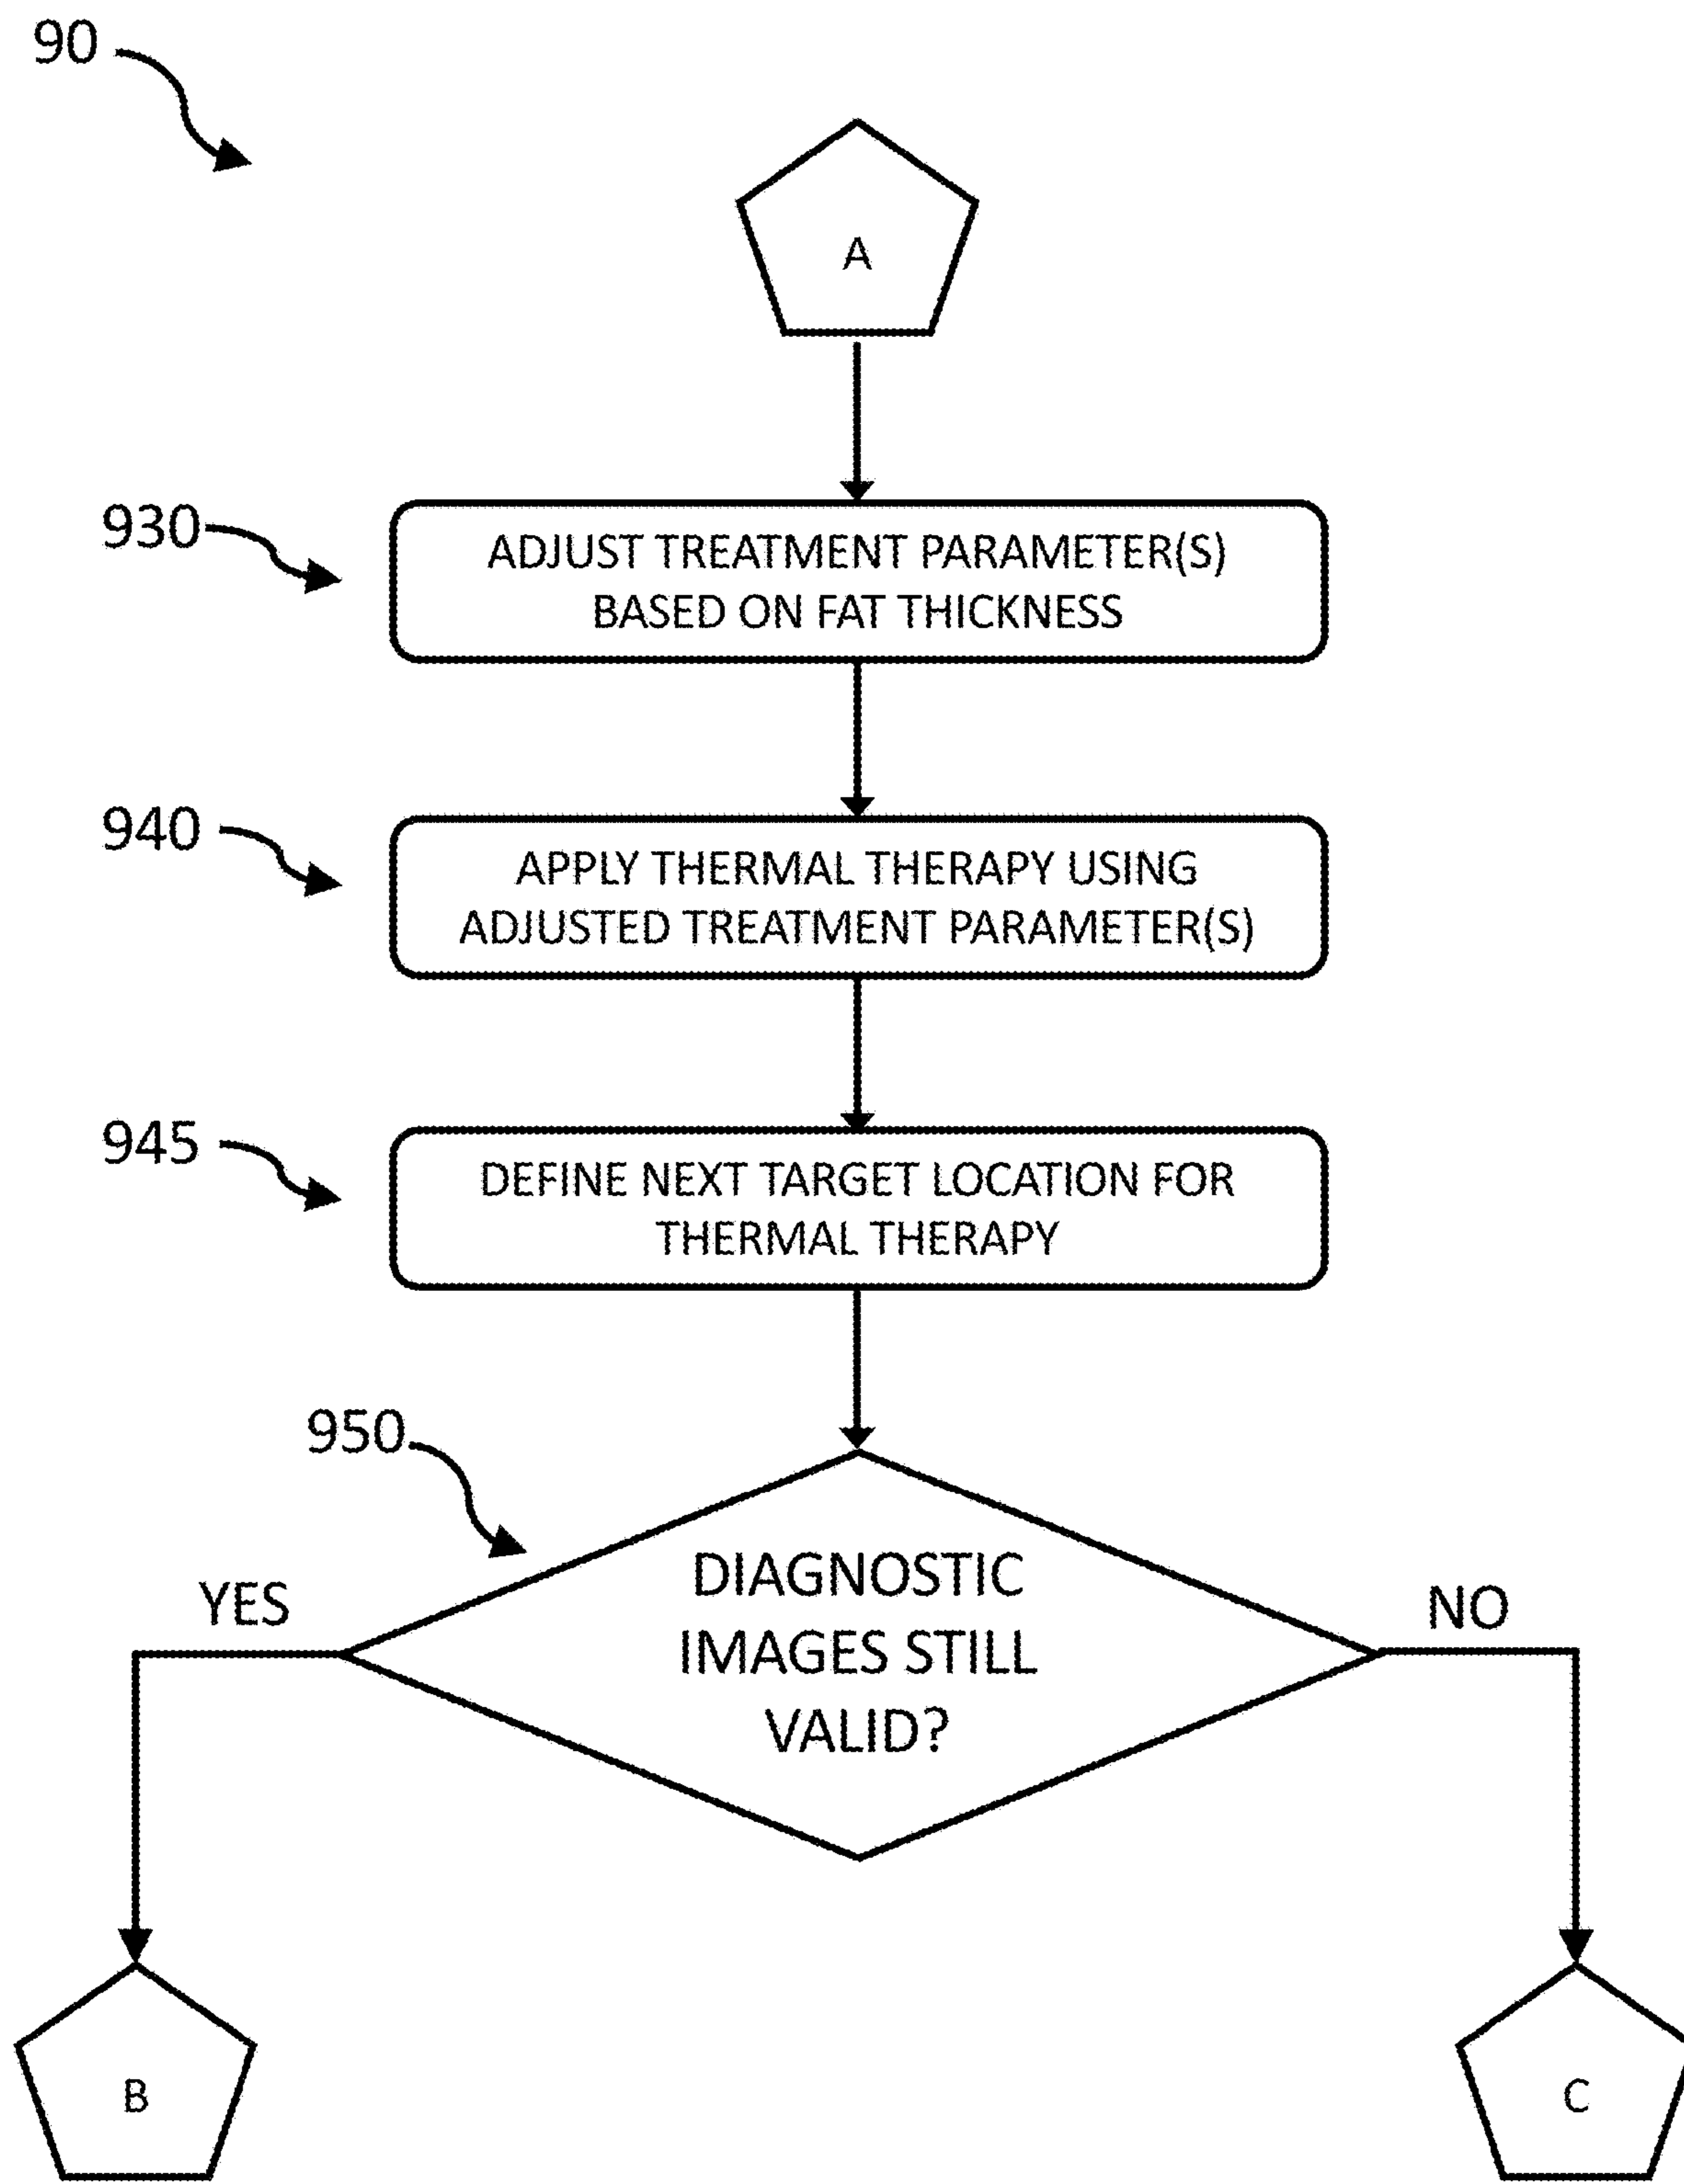 90
A
930
ADJUST TREATMENT PARAMETER(S)
BASED ON FAT THICKNESS
940
APPLY THERMAL THERAPY USING
ADJUSTED TREATMENT PARAMETER(S)
945
DEFINE NEXT TARGET LOCATION FOR
THERMAL THERAPY
950
DIAGNOSTIC
IMAGES STILL
VALID?
YES
NO
B
C